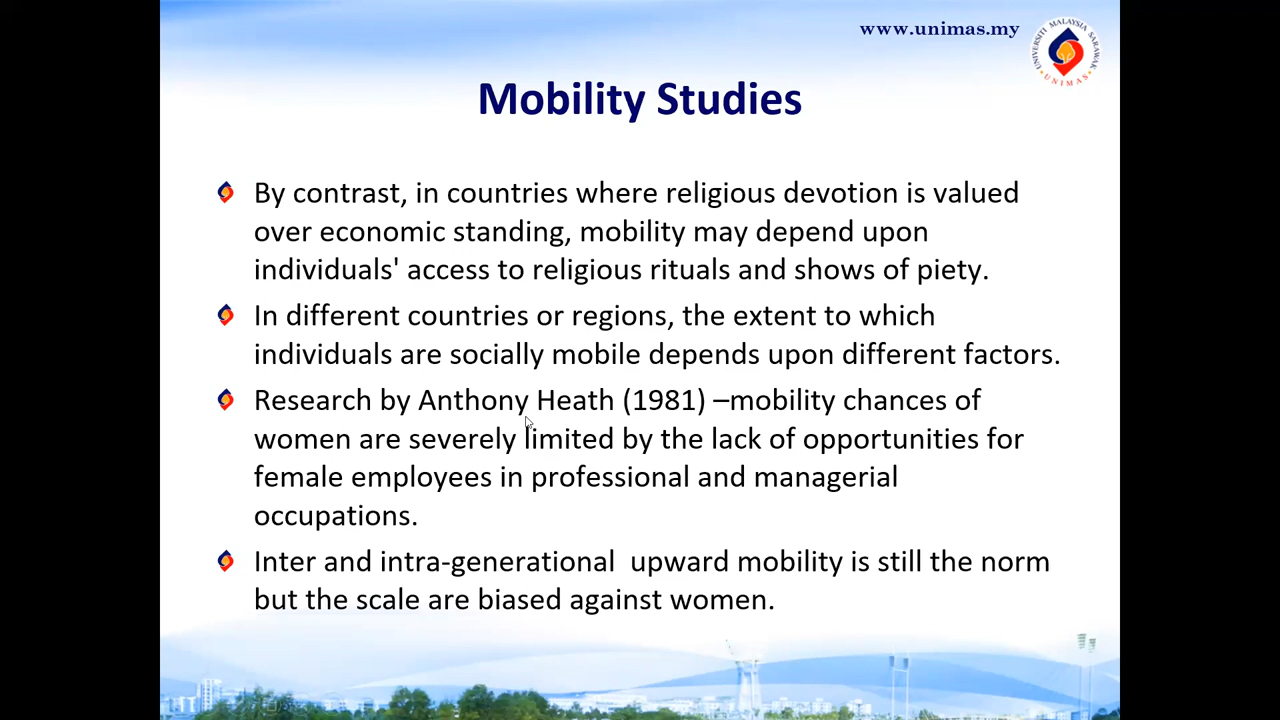 www.unimas.my
UNIVERSITI MALAYSIA SARAWAK
UNIMAS
Mobility Studies
By contrast, in countries where religious devotion is valued
over economic standing, mobility may depend upon
individuals' access to religious rituals and shows of piety.
In different countries or regions, the extent to which
individuals are socially mobile depends upon different factors.
Research by Anthony Heath (1981) –mobility chances of
women are severely limited by the lack of opportunities for
female employees in professional and managerial
occupations.
Inter and intra-generational  upward mobility is still the norm
but the scale are biased against women.